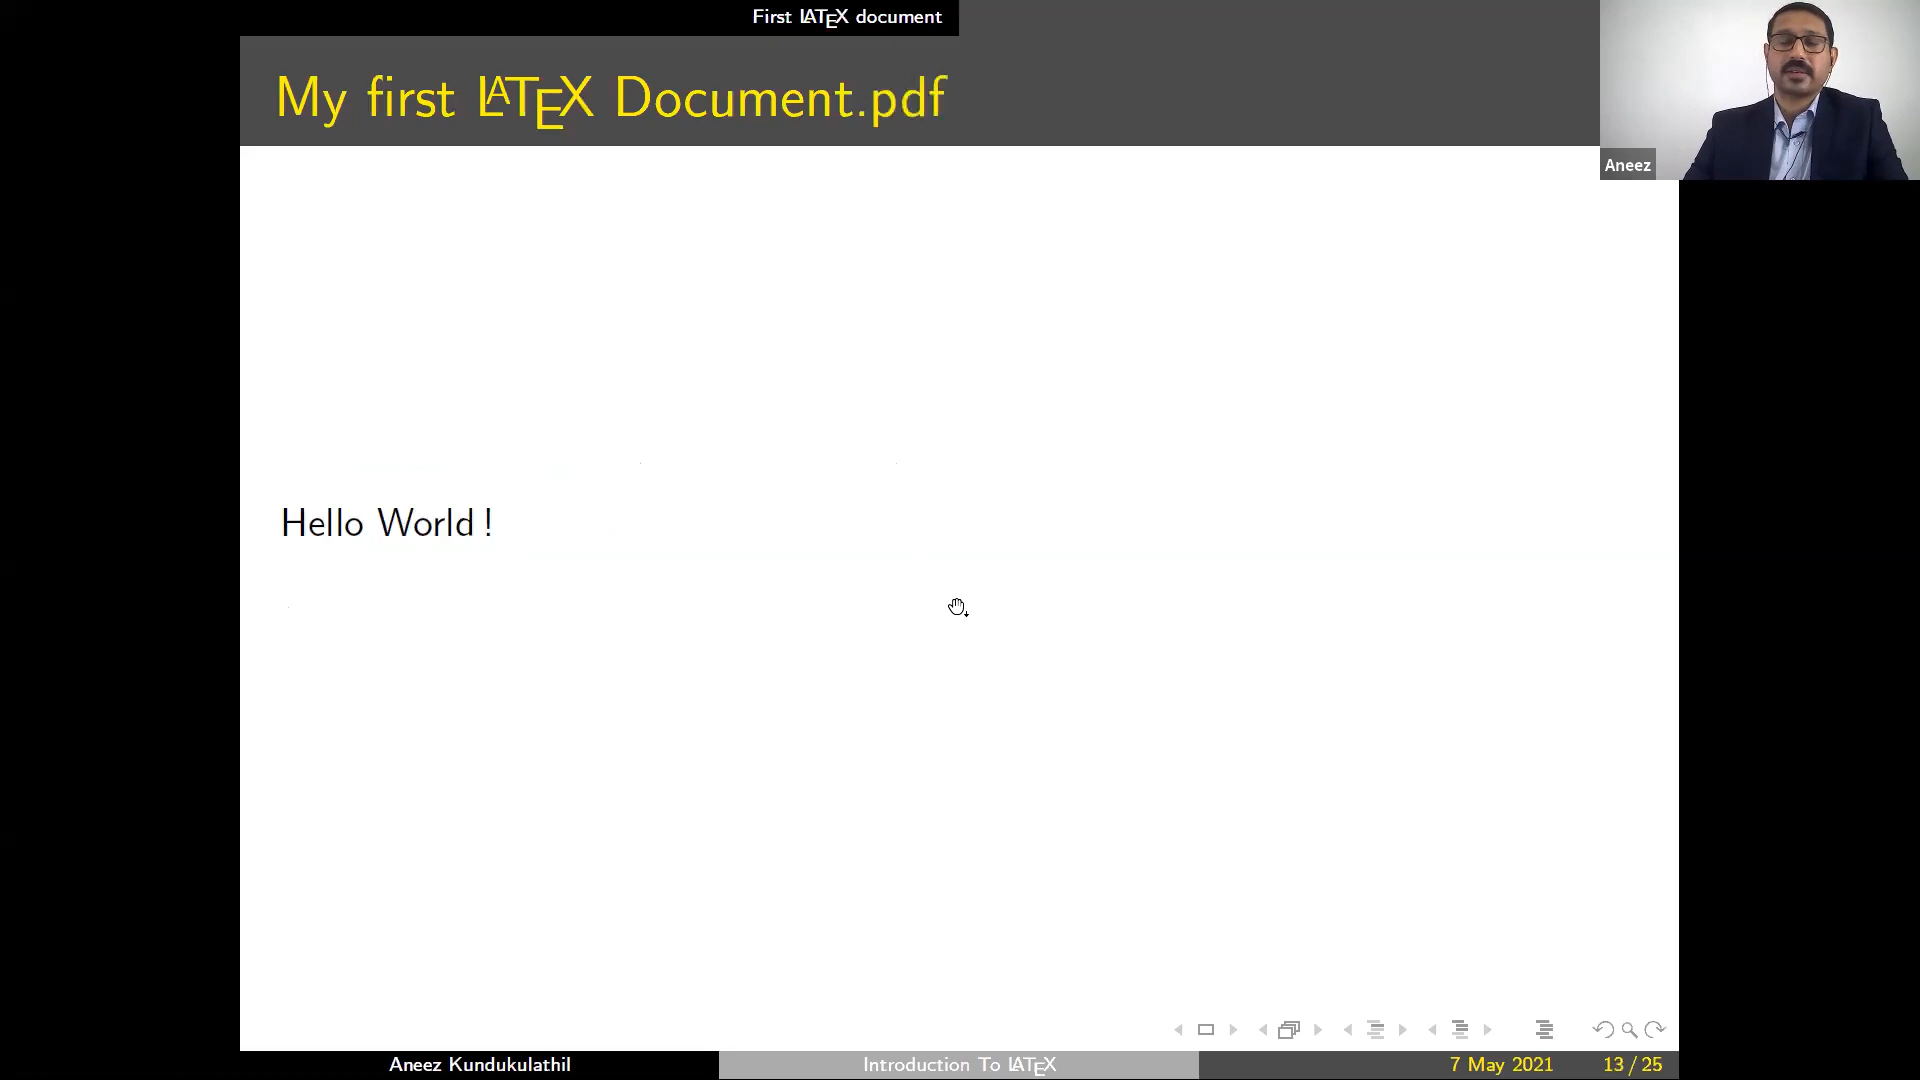 First LATEX document
My first LATEX Document.pdf
Aneez
Hello World !
Aneez Kundukulathil
Introduction To LATEX
7 May 2021
13 / 25